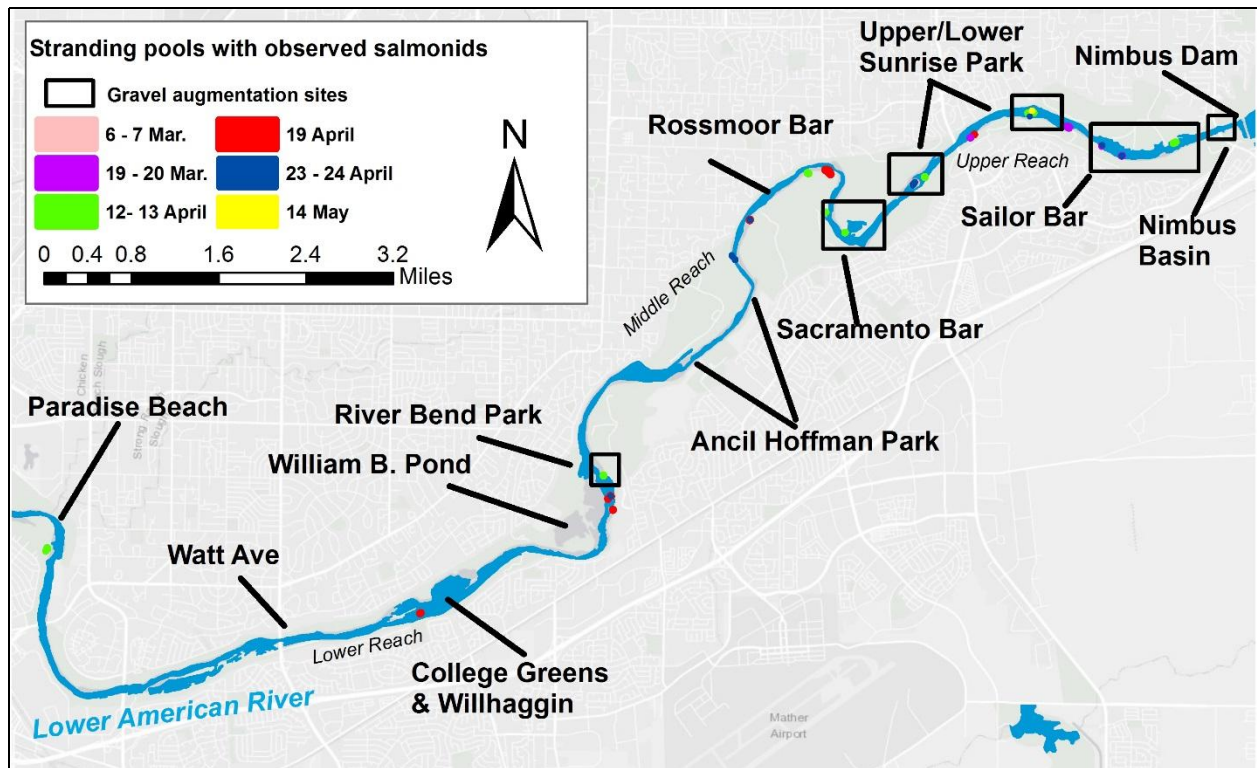 Stranding pools with observed salmonids
Gravel augmentation sites
6 - 7 Mar.
19 April
19 - 20 Mar.
23 - 24 April
12- 13 April
14 May
0 0.4 0.8 1.6 2.4 3.2
Miles
N
Upper/Lower
Sunrise Park
Nimbus Dam
Rossmoor Bar
Upper Reach
Sailor Bar
Nimbus
Basin
Middle Reach
Sacramento Bar
Paradise Beach
River Bend Park
William B. Pond
Ancil Hoffman Park
Watt Ave
Lower Reach
College Greens
& Willhaggin
Lower American River
Mather
Airport
Chicken
Slough
Slough